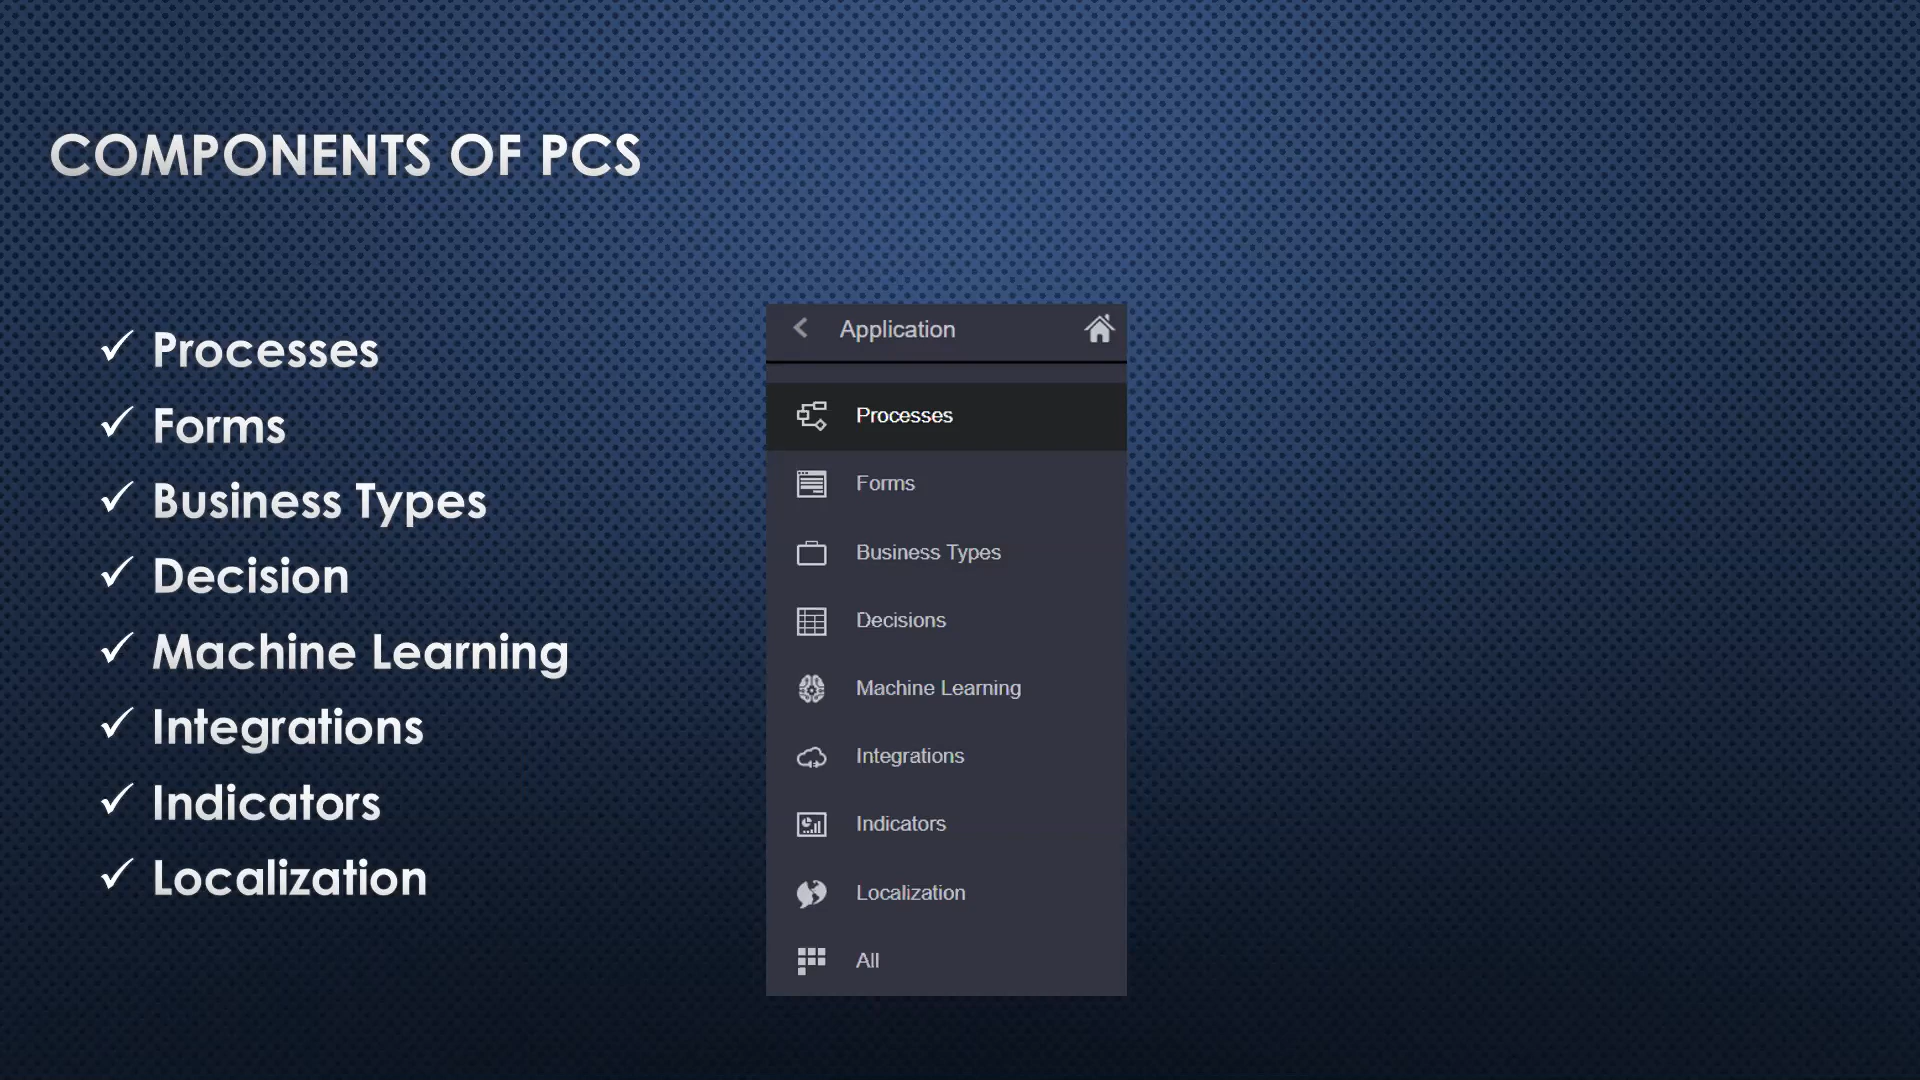 COMPONENTS OF PCS
Processes
Forms
Business Types
Decision
Machine Learning
Integrations
Indicators
Localization
Application
Processes
Forms
Business Types
Decisions
Machine Learning
Integrations
Indicators
Localization
All